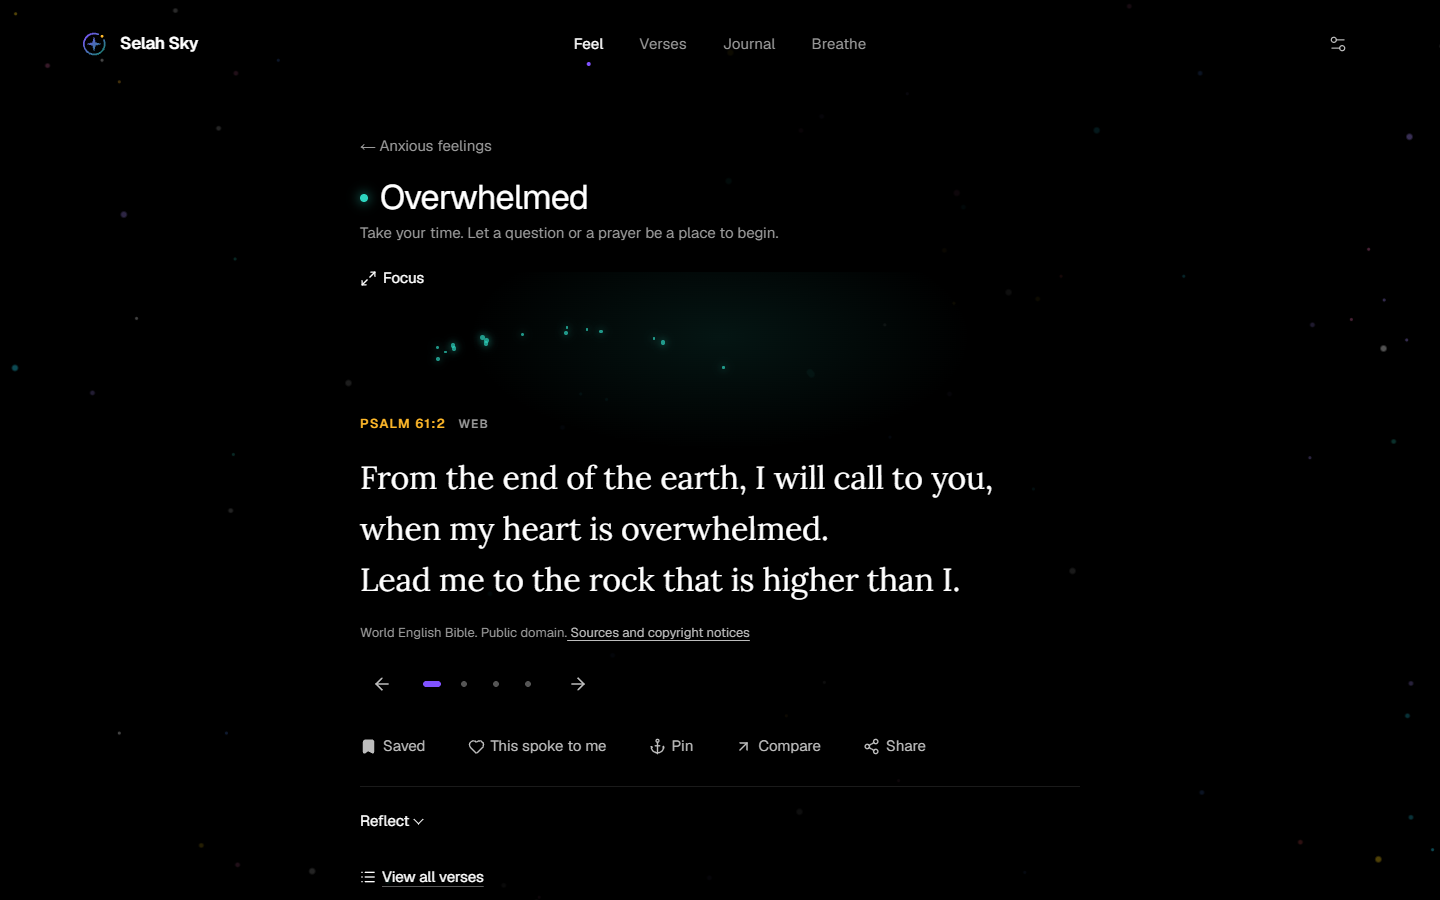 Selah Sky
Feel
Verses
Journal
Breathe
← Anxious feelings
Overwhelmed
Take your time. Let a question or a prayer be a place to begin.
Focus
PSALM 61:2 WEB
From the end of the earth, I will call to you,
when my heart is overwhelmed.
Lead me to the rock that is higher than I.
World English Bible. Public domain. Sources and copyright notices
Saved
This spoke to me
Pin
Compare
Share
Reflect
View all verses